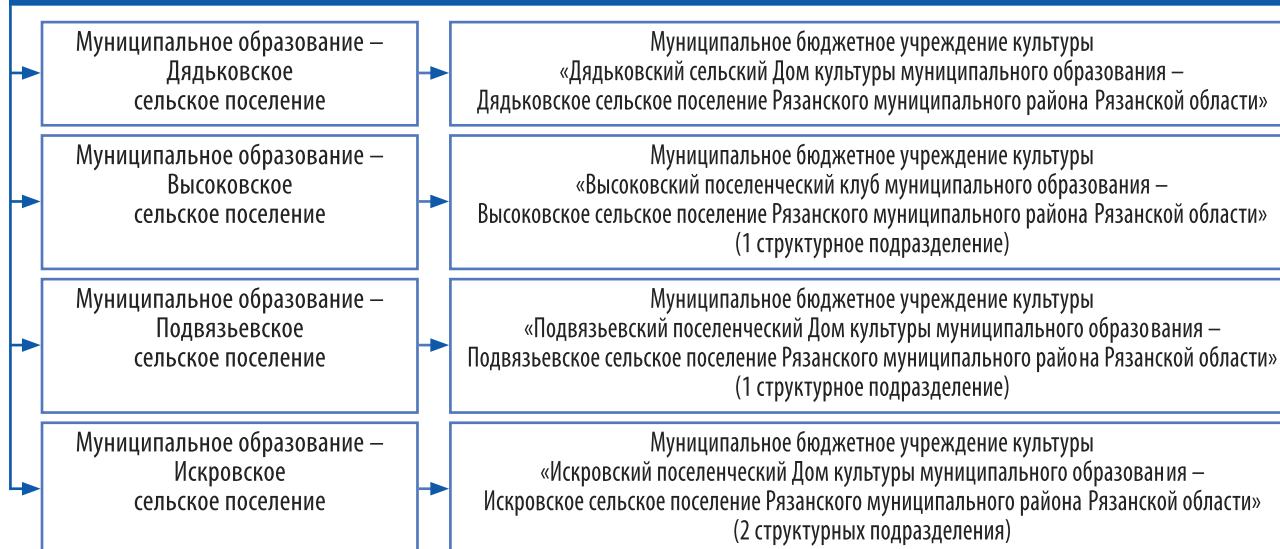 Муниципальное образование –
Дядьковское
сельское поселение
Муниципальное бюджетное учреждение культуры
«Дядьковский сельский Дом культуры муниципального образования –
Дядьковское сельское поселение Рязанского муниципального района Рязанской области»
Муниципальное образование –
Высоковское
сельское поселение
Муниципальное бюджетное учреждение культуры
«Высоковский поселенческий клуб муниципального образования –
Высоковское сельское поселение Рязанского муниципального района Рязанской области»
(1 структурное подразделение)
Муниципальное образование –
Подвязьевское
сельское поселение
Муниципальное бюджетное учреждение культуры
«Подвязьевский поселенческий Дом культуры муниципального образования –
Подвязьевское сельское поселение Рязанского муниципального района Рязанской области»
(1 структурное подразделение)
Муниципальное образование –
Искровское
сельское поселение
Муниципальное бюджетное учреждение культуры
«Искровский поселенческий Дом культуры муниципального образования –
Искровское сельское поселение Рязанского муниципального района Рязанской области»
(2 структурных подразделения)